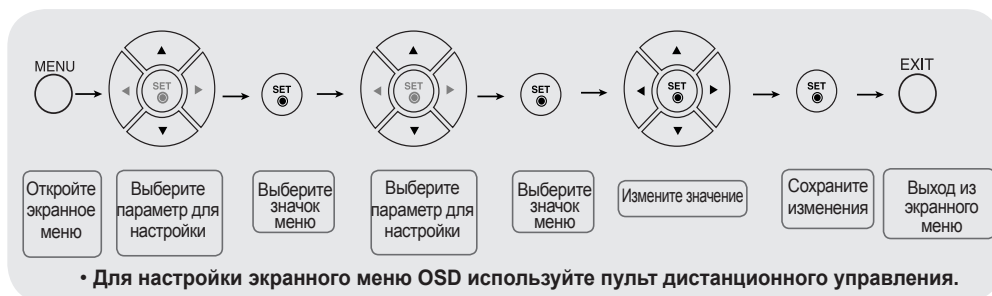 MENU
SET
SET
SET
SET
SET
SET
EXIT
Откройте
экранное
меню
Выберите
параметр для
настройки
Выберите
значок
меню
Выберите
параметр для
настройки
Выберите
значок
меню
Измените значение
Сохраните
изменения
Выход из
экранного
меню
• Для настройки экранного меню OSD используйте пульт дистанционного управления.